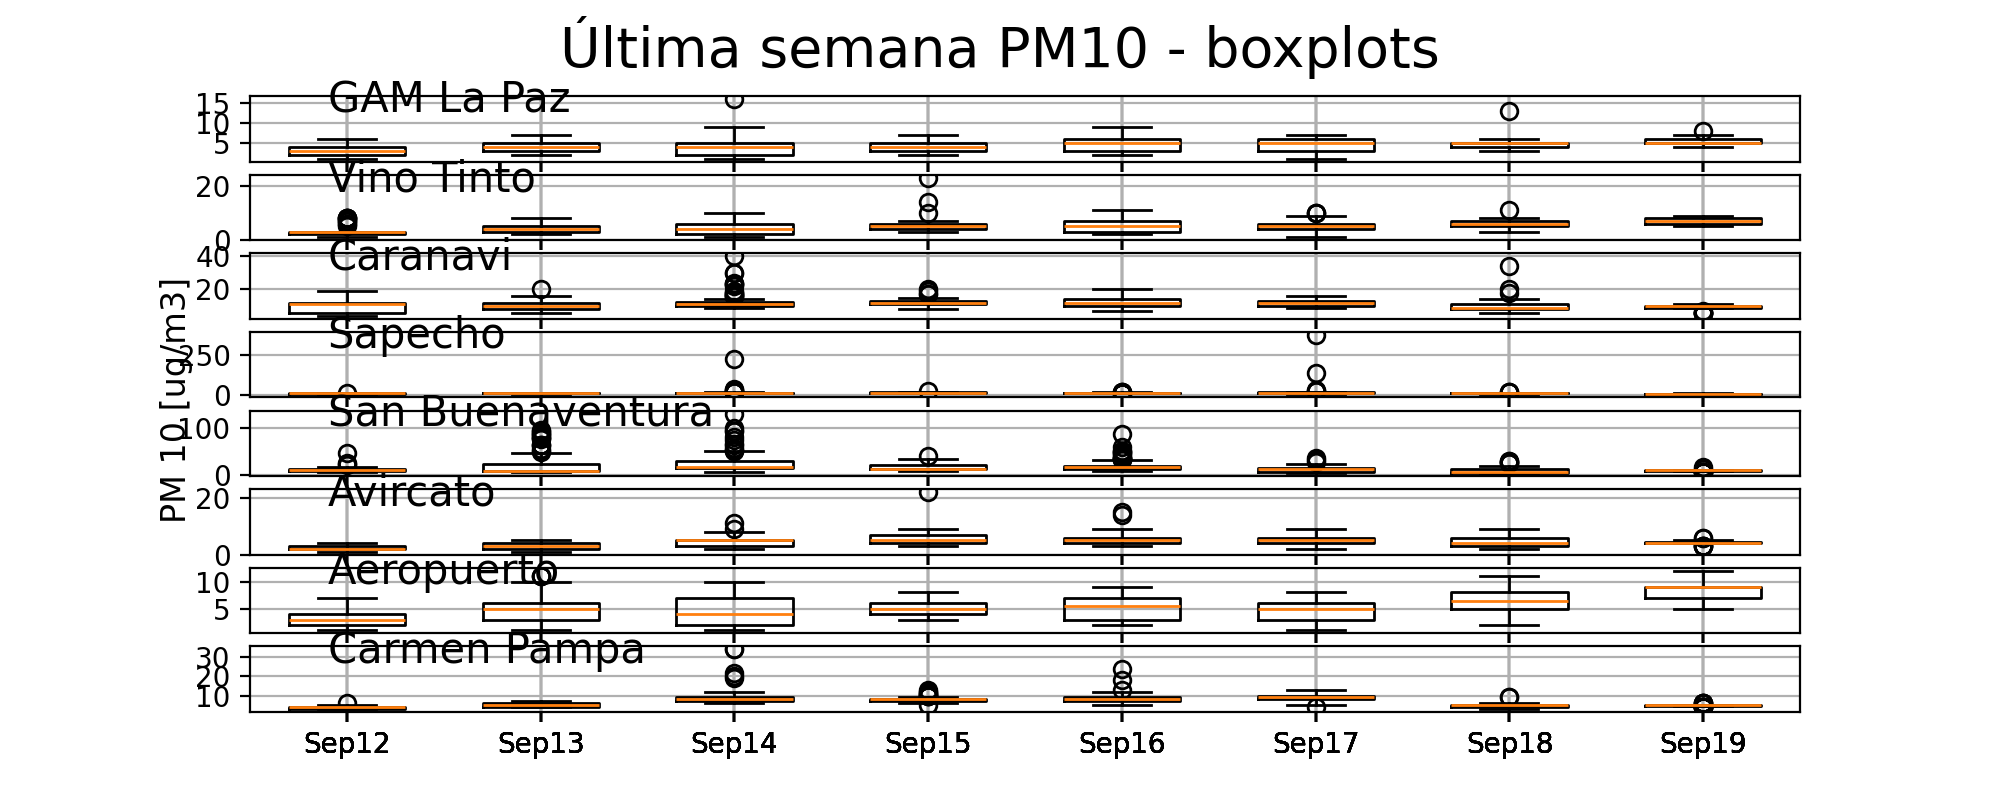 Última semana PM10 - boxplots
GAM La Paz
15
10
5
Vino Tinto
20
0
Caranavi
40
20
Sapecho
250
0
San Buenaventura
100
0
Avircato
20
0
Aeropuerto
10
5
Carmen Pampa
30
20
10
PM 10 [ug/m3]
Sep12 Sep13 Sep14 Sep15 Sep16 Sep17 Sep18 Sep19